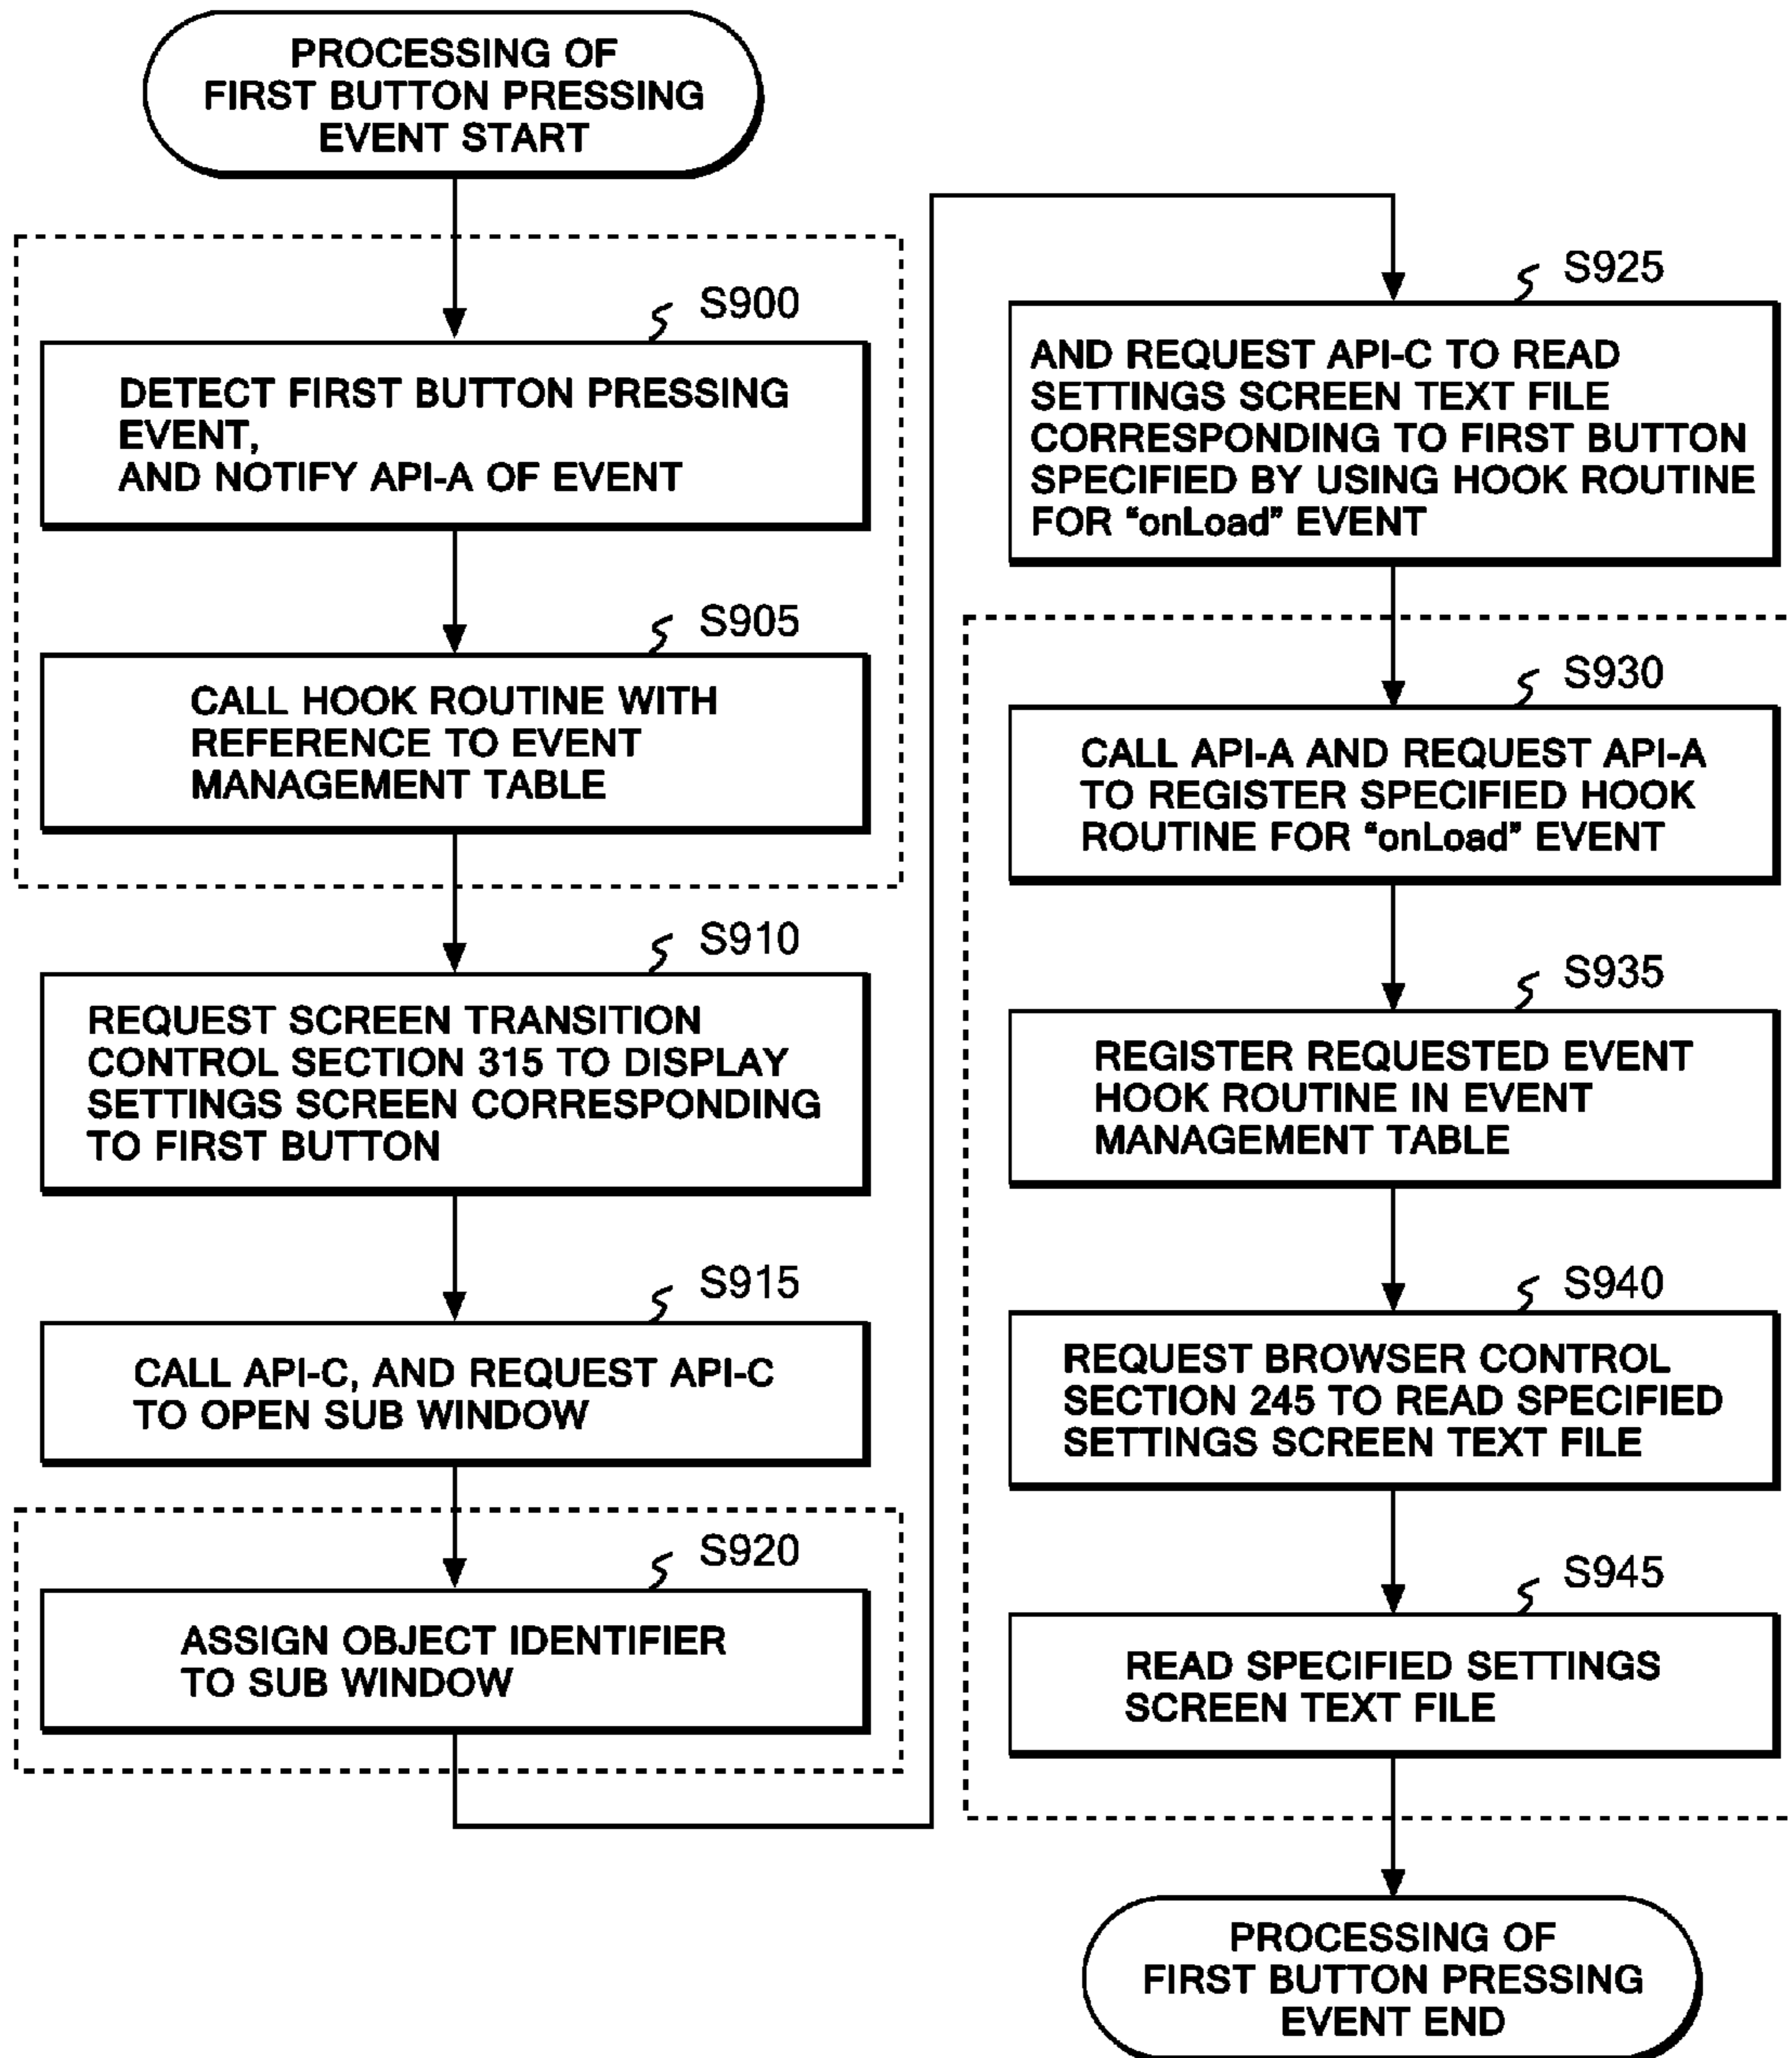 PROCESSING OF
FIRST BUTTON PRESSING
EVENT START
S900
DETECT FIRST BUTTON PRESSING
EVENT,
AND NOTIFY API-A OF EVENT
S905
CALL HOOK ROUTINE WITH
REFERENCE TO EVENT
MANAGEMENT TABLE
S910
REQUEST SCREEN TRANSITION
CONTROL SECTION 315 TO DISPLAY
SETTINGS SCREEN CORRESPONDING
TO FIRST BUTTON
S915
CALL API-C, AND REQUEST API-C
TO OPEN SUB WINDOW
S920
ASSIGN OBJECT IDENTIFIER
TO SUB WINDOW
S925
AND REQUEST API-C TO READ
SETTINGS SCREEN TEXT FILE
CORRESPONDING TO FIRST BUTTON
SPECIFIED BY USING HOOK ROUTINE
FOR “onLoad” EVENT
S930
CALL API-A AND REQUEST API-A
TO REGISTER SPECIFIED HOOK
ROUTINE FOR “onLoad” EVENT
S935
REGISTER REQUESTED EVENT
HOOK ROUTINE IN EVENT
MANAGEMENT TABLE
S940
REQUEST BROWSER CONTROL
SECTION 245 TO READ SPECIFIED
SETTINGS SCREEN TEXT FILE
S945
READ SPECIFIED SETTINGS
SCREEN TEXT FILE
PROCESSING OF
FIRST BUTTON PRESSING
EVENT END